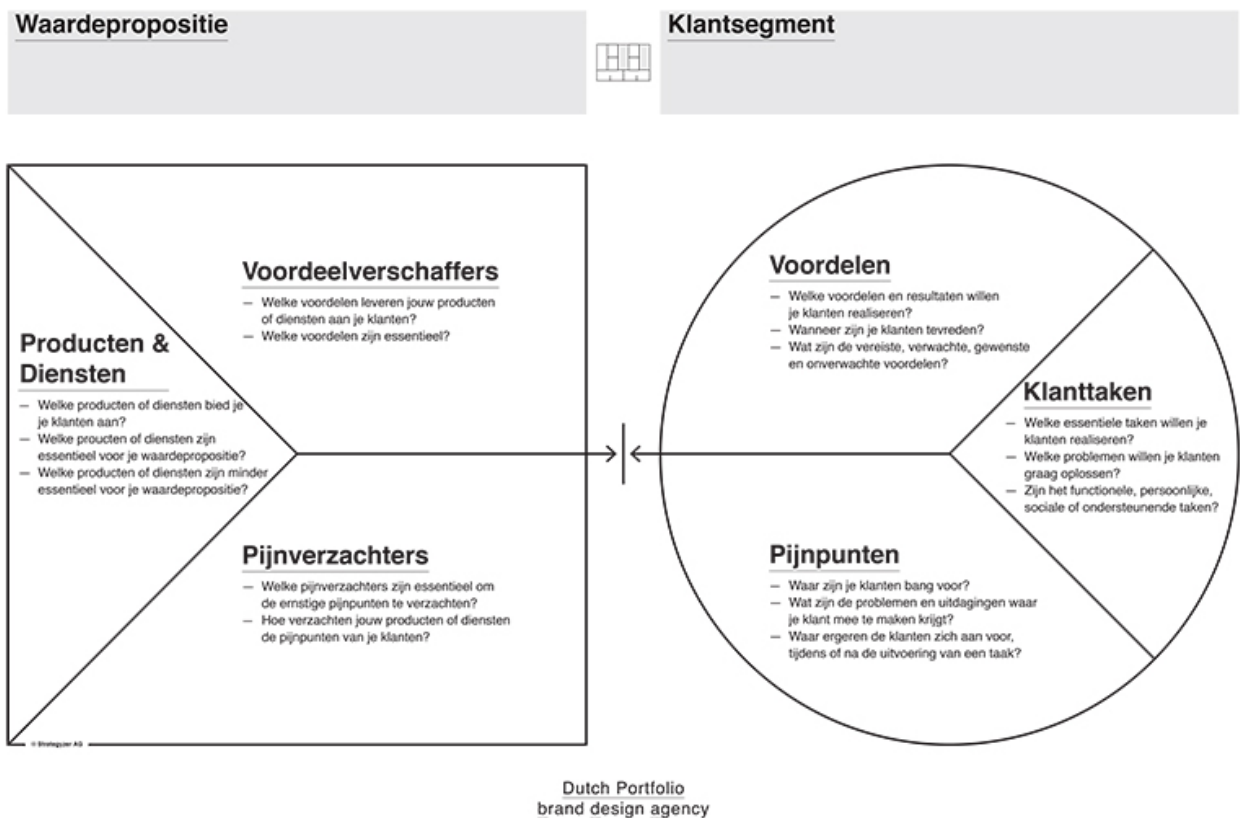 Waardepropositie
Klantsegment
Voordeelverschaffers
— Welke voordelen leveren jouw producten
of diensten aan je klanten?
— Welke voordelen zijn essentieel?
Producten &
Diensten
— Welke producten of diensten bied je
je klanten aan?
— Welke proucten of diensten zijn
essentieel voor je waardepropositie?
— Welke producten of diensten zijn minder
essentieel voor je waardepropositie?
Pijnverzachters
— Welke pijnverzachters zijn essentieel om
de ernstige pijnpunten te verzachten?
— Hoe verzachten jouw producten of diensten
de pijnpunten van je klanten?
© Strategyzer AG
Voordelen
— Welke voordelen en resultaten willen
je klanten realiseren?
— Wanneer zijn je klanten tevreden?
— Wat zijn de vereiste, verwachte, gewenste
en onverwachte voordelen?
Klanttaken
— Welke essentiele taken willen je
klanten realiseren?
— Welke problemen willen je klanten
graag oplossen?
— Zijn het functionele, persoonlijke,
sociale of ondersteunende taken?
Pijnpunten
— Waar zijn je klanten bang voor?
— Wat zijn de problemen en uitdagingen waar
je klant mee te maken krijgt?
— Waar ergeren de klanten zich aan voor,
tijdens of na de uitvoering van een taak?
Dutch Portfolio
brand design agency